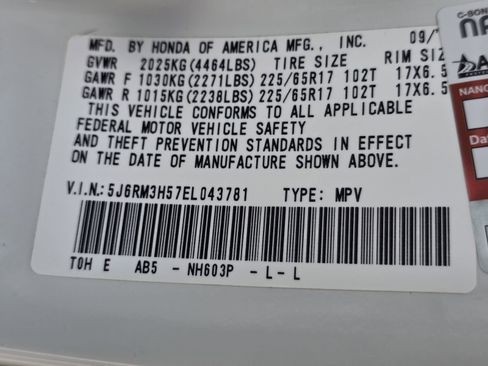 MFD. BY HONDA OF AMERICA MFG., INC. 09/
GVWR 2025KG(4464LBS) TIRE SIZE RIM SIZ
GAWR F 1030KG(2271LBS) 225/65R17 102T 17X6.5
GAWR R 1015KG(2238LBS) 225/65R17 102T 17X6.5
THIS VEHICLE CONFORMS TO ALL APPLICABLE
FEDERAL MOTOR VEHICLE SAFETY
AND THEFT PREVENTION STANDARDS IN EFFECT
ON THE DATE OF MANUFACTURE SHOWN ABOVE.
V.I.N.:5J6RM3H57EL043781 TYPE: MPV
TOH E AB5 - NH603P - L - L
NANO
Dat